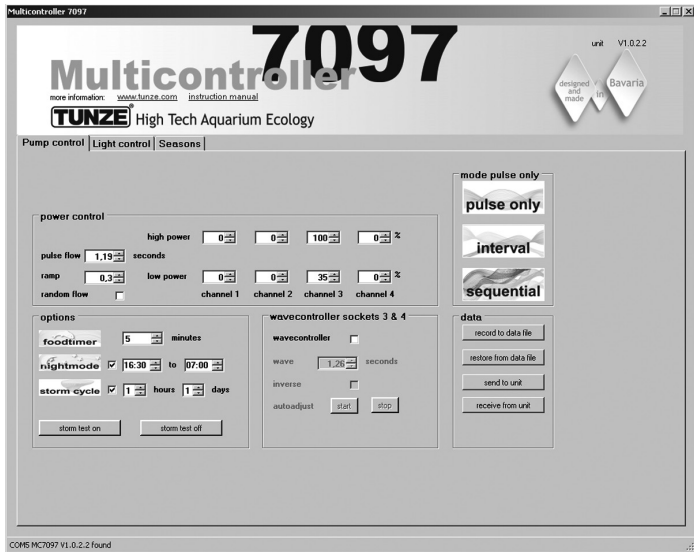 Multicontroller 7097
7097
unit V1.0.2.2
Multicontroller
more information: www.tunze.com instruction manual
TUNZE® High Tech Aquarium Ecology
designed and made in Bavaria
Pump control Light control Seasons
mode pulse only
pulse only
interval
sequential
power control
high power 0 0 100 0 %
pulse flow 1,19 seconds
ramp 0,3 low power 0 0 35 0 %
random flow channel 1 channel 2 channel 3 channel 4
options
foodtimer 5 minutes
nightmode 16:30 to 07:00
storm cycle 1 hours 1 days
storm test on storm test off
wavecontroller sockets 3 & 4
wavecontroller
wave 1,26 seconds
inverse
autoadjust start stop
data
record to data file
restore from data file
send to unit
receive from unit
COM5 MC7097 V1.0.2.2 found